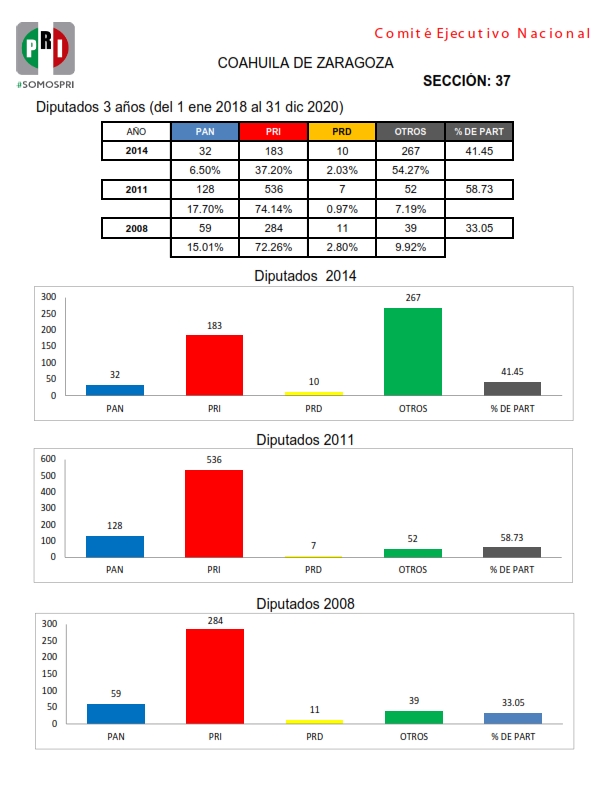 Comité Ejecutivo Nacional
PRI
#SOMOSPRI
COAHUILA DE ZARAGOZA
SECCIÓN: 37
Diputados 3 años (del 1 ene 2018 al 31 dic 2020)
AÑO PAN PRI PRD OTROS % DE PART
2014 32 183 10 267 41.45
6.50% 37.20% 2.03% 54.27%
2011 128 536 7 52 58.73
17.70% 74.14% 0.97% 7.19%
2008 59 284 11 39 33.05
15.01% 72.26% 2.80% 9.92%
Diputados 2014
300
250
200
150
100
50
0
32 183 10 267 41.45
PAN PRI PRD OTROS % DE PART
Diputados 2011
600
500
400
300
200
100
0
128 536 7 52 58.73
PAN PRI PRD OTROS % DE PART
Diputados 2008
300
250
200
150
100
50
0
59 284 11 39 33.05
PAN PRI PRD OTROS % DE PART